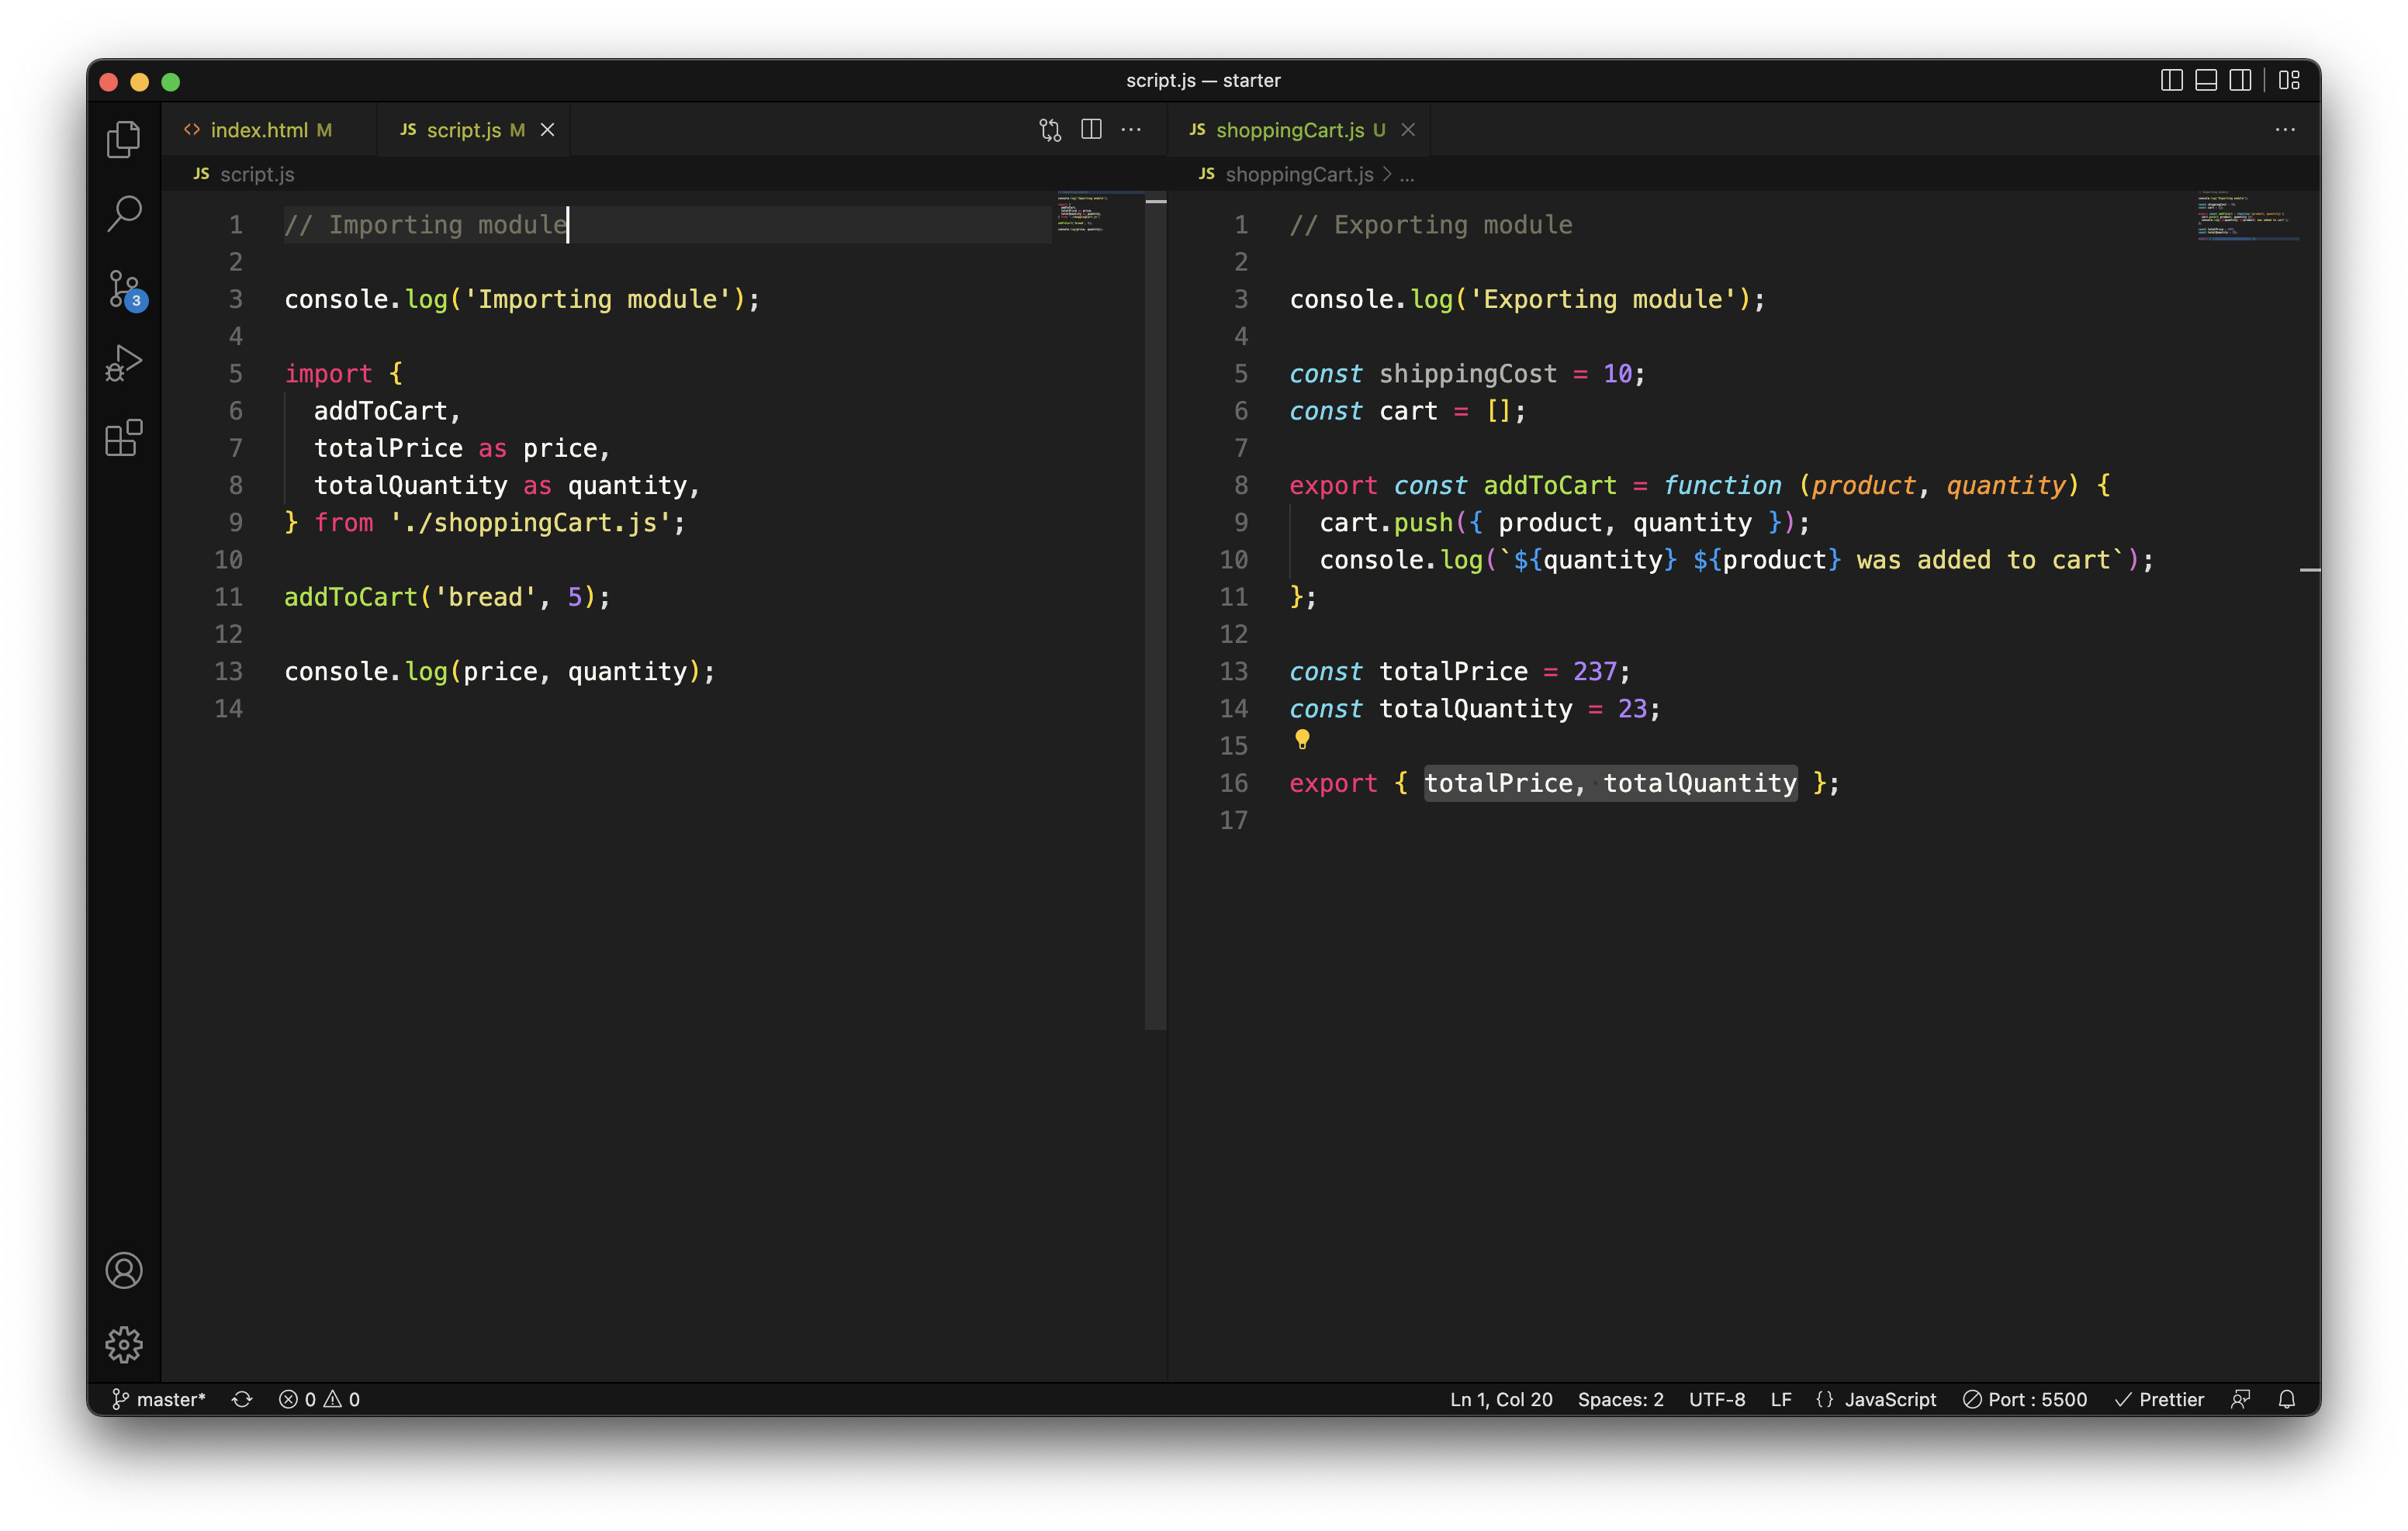 script.js — starter
index.html M
JS script.js M
JS shoppingCart.js U
JS script.js
JS shoppingCart.js > ...
3
1 // Importing module
2
3 console.log('Importing module');
4
5 import {
6 addToCart,
7 totalPrice as price,
8 totalQuantity as quantity,
9 } from './shoppingCart.js';
10
11 addToCart('bread', 5);
12
13 console.log(price, quantity);
14
1 // Exporting module
2
3 console.log('Exporting module');
4
5 const shippingCost = 10;
6 const cart = [];
7
8 export const addToCart = function (product, quantity) {
9 cart.push({ product, quantity });
10 console.log(`${quantity} ${product} was added to cart`);
11 };
12
13 const totalPrice = 237;
14 const totalQuantity = 23;
15
16 export { totalPrice, totalQuantity };
17
master* 0 0 Ln 1, Col 20 Spaces: 2 UTF-8 LF {} JavaScript Port : 5500 Prettier